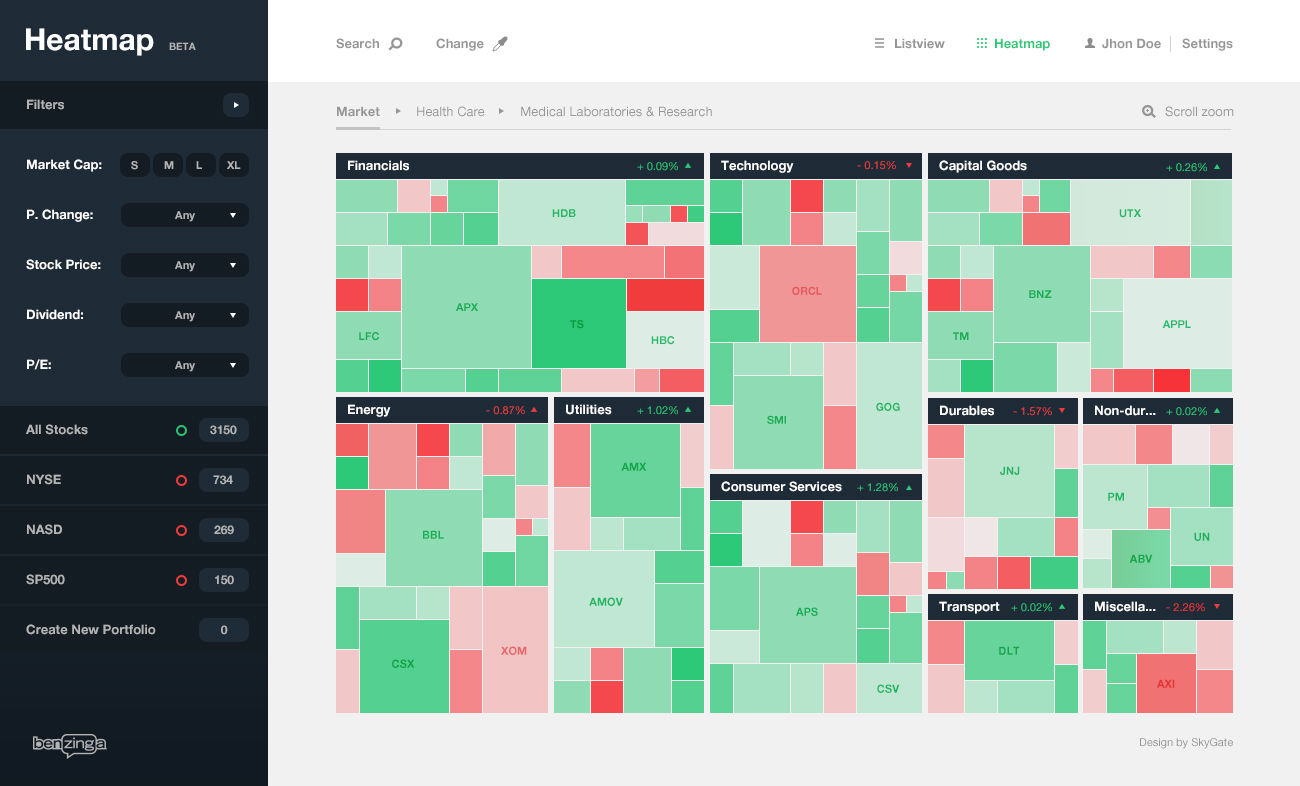 Heatmap BETA
Search Change Listview Heatmap Jhon Doe Settings
Filters
Market Cap: S M L XL
P. Change: Any
Stock Price: Any
Dividend: Any
P/E: Any
All Stocks 3150
NYSE 734
NASD 269
SP500 150
Create New Portfolio 0
benzinga
Market Health Care Medical Laboratories & Research Scroll zoom
Financials + 0.09%
HDB
APX
TS
LFC
HBC
Technology - 0.15%
ORCL
SMI
GOG
Capital Goods + 0.26%
UTX
BNZ
APPL
TM
Energy - 0.87%
BBL
CSX
XOM
Utilities + 1.02%
AMX
AMOV
Consumer Services + 1.28%
APS
CSV
Durables - 1.57%
JNJ
Non-dur... + 0.02%
PM
UN
ABV
Transport + 0.02%
DLT
Miscella... - 2.26%
AXI
Design by SkyGate